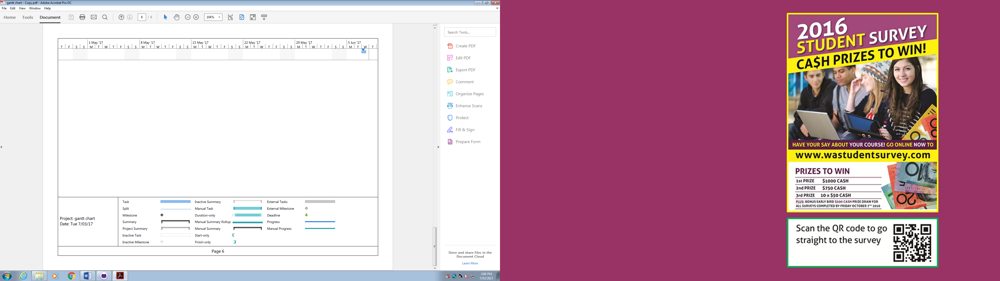 gantt chart - Copy.pdf - Adobe Acrobat Pro DC
File Edit View Window Help
Home Tools Document 6 / 6 104%
Search Tools...
Create PDF
Edit PDF
Export PDF
Comment
Organize Pages
Enhance Scans
Protect
Fill & Sign
Prepare Form
Store and share files in the
Document Cloud
Learn More
1 May '17 8 May '17 15 May '17 22 May '17 29 May '17 5 Jun '17
T F S S M T W T F S S M T W T F S S M T W T F S S M T W T F S S M T W T F S S M T W T
Project: gantt chart
Date: Tue 7/03/17
Task
Split
Milestone
Summary
Project Summary
Inactive Task
Inactive Milestone
Inactive Summary
Manual Task
Duration-only
Manual Summary Rollup
Manual Summary
Start-only
Finish-only
External Tasks
External Milestone
Deadline
Progress
Manual Progress
Page 6
3:00 PM
7/03/2017
2016
STUDENT SURVEY
CA$H PRIZES TO WIN!
HAVE YOUR SAY ABOUT YOUR COURSE! GO ONLINE NOW TO
www.wastudentsurvey.com
PRIZES TO WIN
1st PRIZE $1000 CASH
2nd PRIZE $750 CASH
3rd PRIZE 10 x $50 CASH
PLUS: BONUS EARLY BIRD $500 CASH PRIZE DRAW FOR
ALL SURVEYS COMPLETED BY FRIDAY OCTOBER 7TH 2016
Scan the QR code to go
straight to the survey